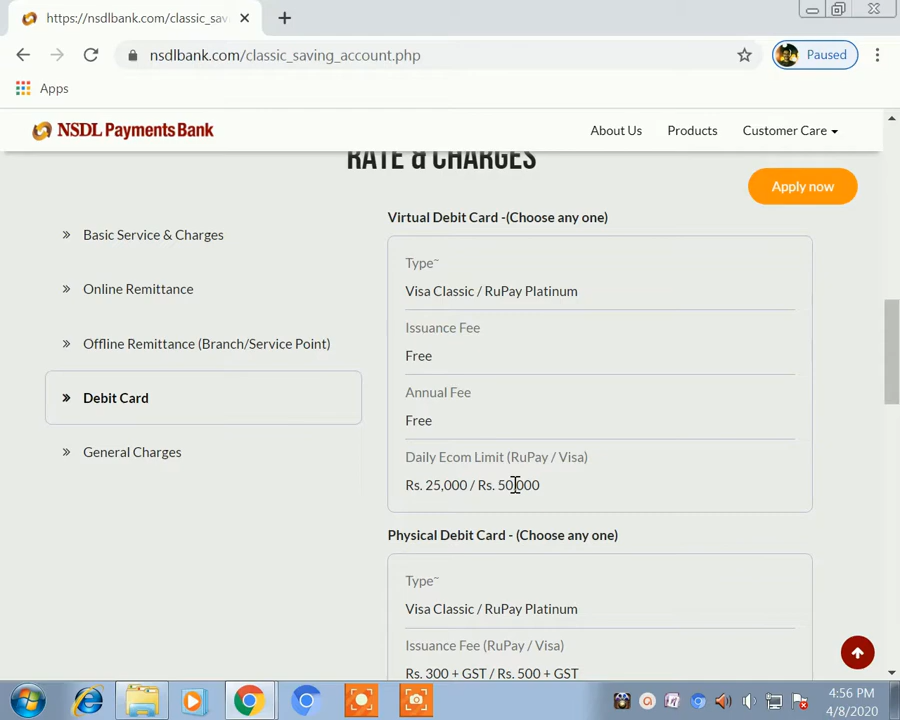 https://nsdlbank.com/classic_sav
nsdlbank.com/classic_saving_account.php
Paused
Apps
NSDL Payments Bank
About Us
Products
Customer Care
RATE & CHARGES
Apply now
Basic Service & Charges
Online Remittance
Offline Remittance (Branch/Service Point)
Debit Card
General Charges
Virtual Debit Card -(Choose any one)
Type~
Visa Classic / RuPay Platinum
Issuance Fee
Free
Annual Fee
Free
Daily Ecom Limit (RuPay / Visa)
Rs. 25,000 / Rs. 50,000
Physical Debit Card - (Choose any one)
Type~
Visa Classic / RuPay Platinum
Issuance Fee (RuPay / Visa)
Rs. 300 + GST / Rs. 500 + GST
4:56 PM
4/8/2020